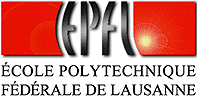 EPFL
ÉCOLE POLYTECHNIQUE
FÉDÉRALE DE LAUSANNE